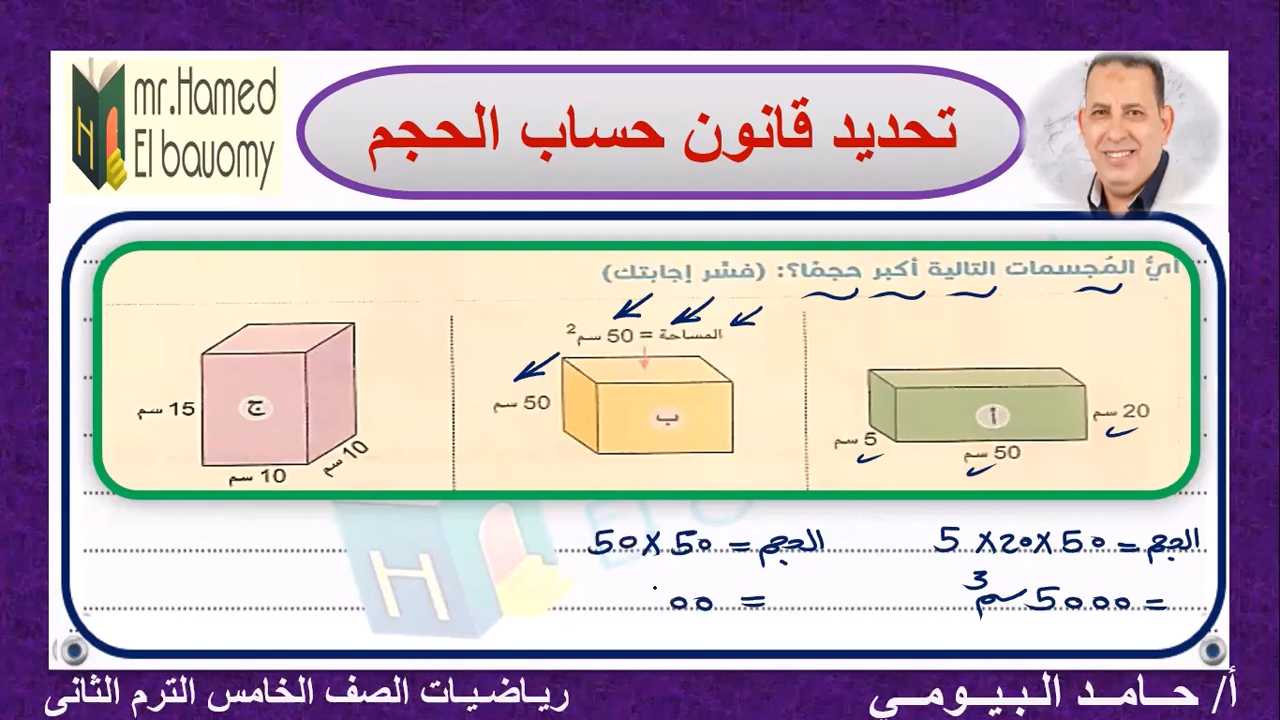 mr.Hamed
El bauomy
تحديد قانون حساب الحجم
أيُّ المُجسمات التالية أكبر حجمًا؟: (فسِّر إجابتك)
20 سم
50 سم
5 سم
أ
المساحة = 50 سم²
50 سم
ب
15 سم
10 سم
10 سم
ج
الحجم = 50 × 20 × 5
= 5000 سم³
الحجم = 50 × 50
= 00
H
أ/ حامد البيومي
رياضيات الصف الخامس الترم الثانى